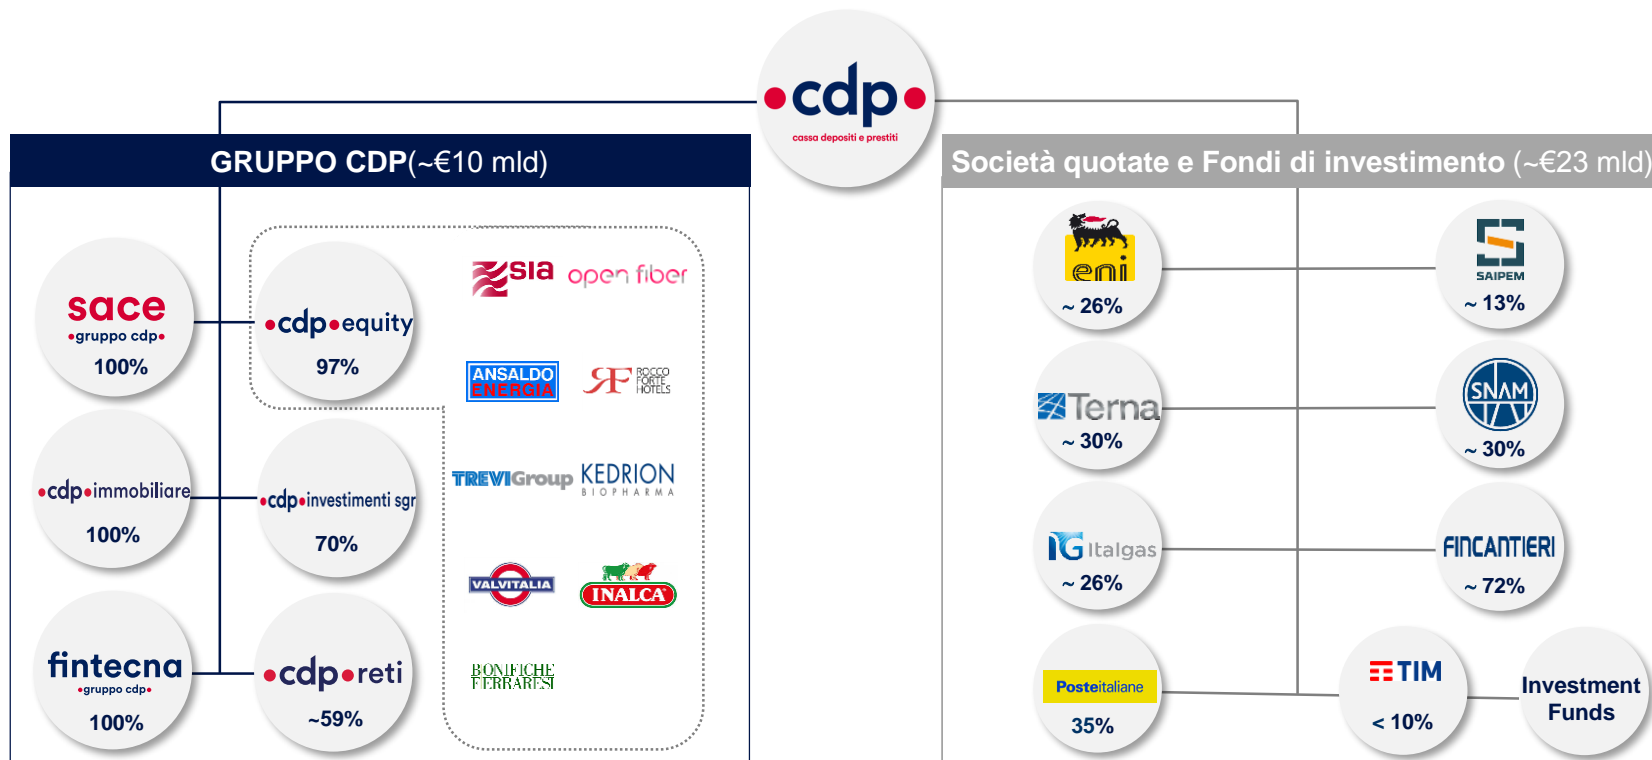 cdp
cassa depositi e prestiti
GRUPPO CDP(~€10 mld)
sace
gruppo cdp
100%
cdp equity
97%
sia
open fiber
ANSALDO
ENERGIA
RF
ROCCO
FORTE
HOTELS
cdp immobiliare
100%
cdp investimenti sgr
70%
TREVIGroup
KEDRION
BIOPHARMA
VALVITALIA
INALCA
fintecna
gruppo cdp
100%
cdp reti
~59%
BONIFICHE
FERRARESI
Società quotate e Fondi di investimento (~€23 mld)
eni
~ 26%
SAIPEM
~ 13%
Terna
~ 30%
SNAM
~ 30%
IG Italgas
~ 26%
FINCANTIERI
~ 72%
Posteitaliane
35%
TIM
< 10%
Investment
Funds